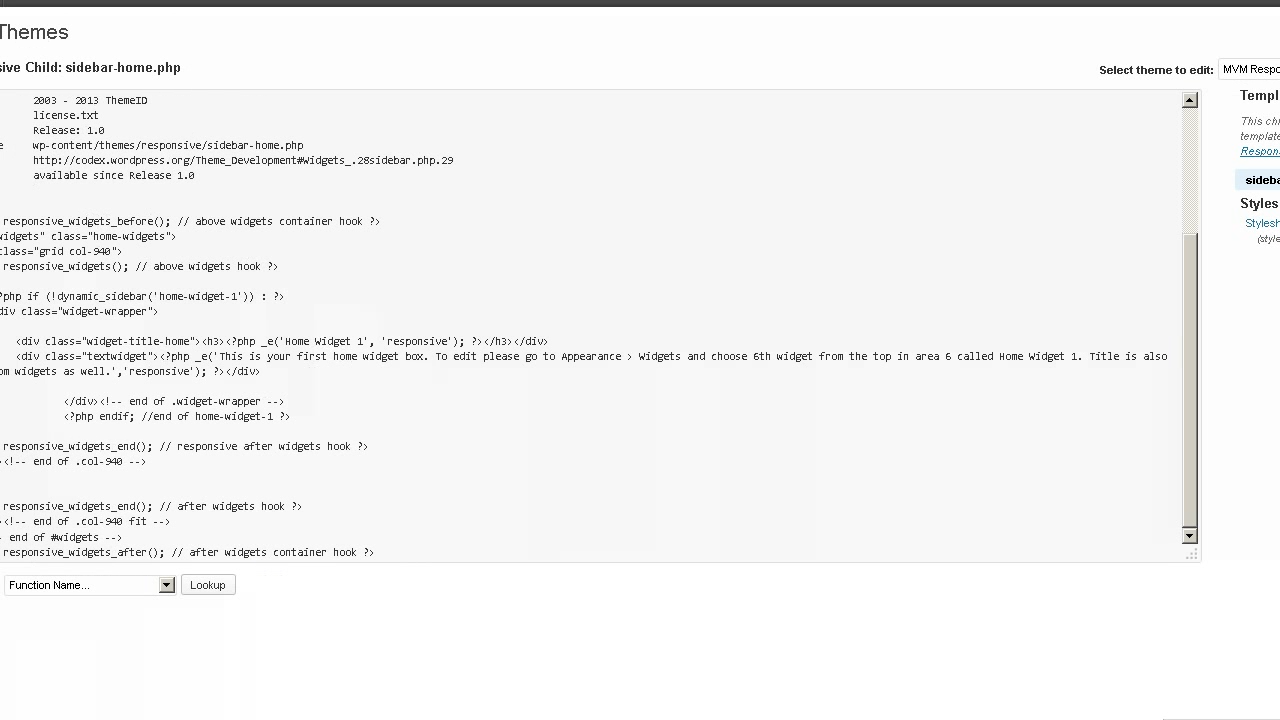 Themes
sive Child: sidebar-home.php
Select theme to edit: MVM Respo
2003 - 2013 ThemeID
license.txt
Release: 1.0
e wp-content/themes/responsive/sidebar-home.php
http://codex.wordpress.org/Theme_Development#Widgets_.28sidebar.php.29
available since Release 1.0
responsive_widgets_before(); // above widgets container hook ?>
widgets" class="home-widgets">
class="grid col-940">
responsive_widgets(); // above widgets hook ?>
?php if (!dynamic_sidebar('home-widget-1')) : ?>
div class="widget-wrapper">
<div class="widget-title-home"><h3><?php _e('Home Widget 1', 'responsive'); ?></h3></div>
<div class="textwidget"><?php _e('This is your first home widget box. To edit please go to Appearance > Widgets and choose 6th widget from the top in area 6 called Home Widget 1. Title is also
om widgets as well.','responsive'); ?></div>
</div><!-- end of .widget-wrapper -->
<?php endif; //end of home-widget-1 ?>
responsive_widgets_end(); // responsive after widgets hook ?>
><!-- end of .col-940 -->
responsive_widgets_end(); // after widgets hook ?>
><!-- end of .col-940 fit -->
- end of #widgets -->
responsive_widgets_after(); // after widgets container hook ?>
Function Name... Lookup
Templ
This chi
template
Respons
sideba
Styles
Stylesh
(style